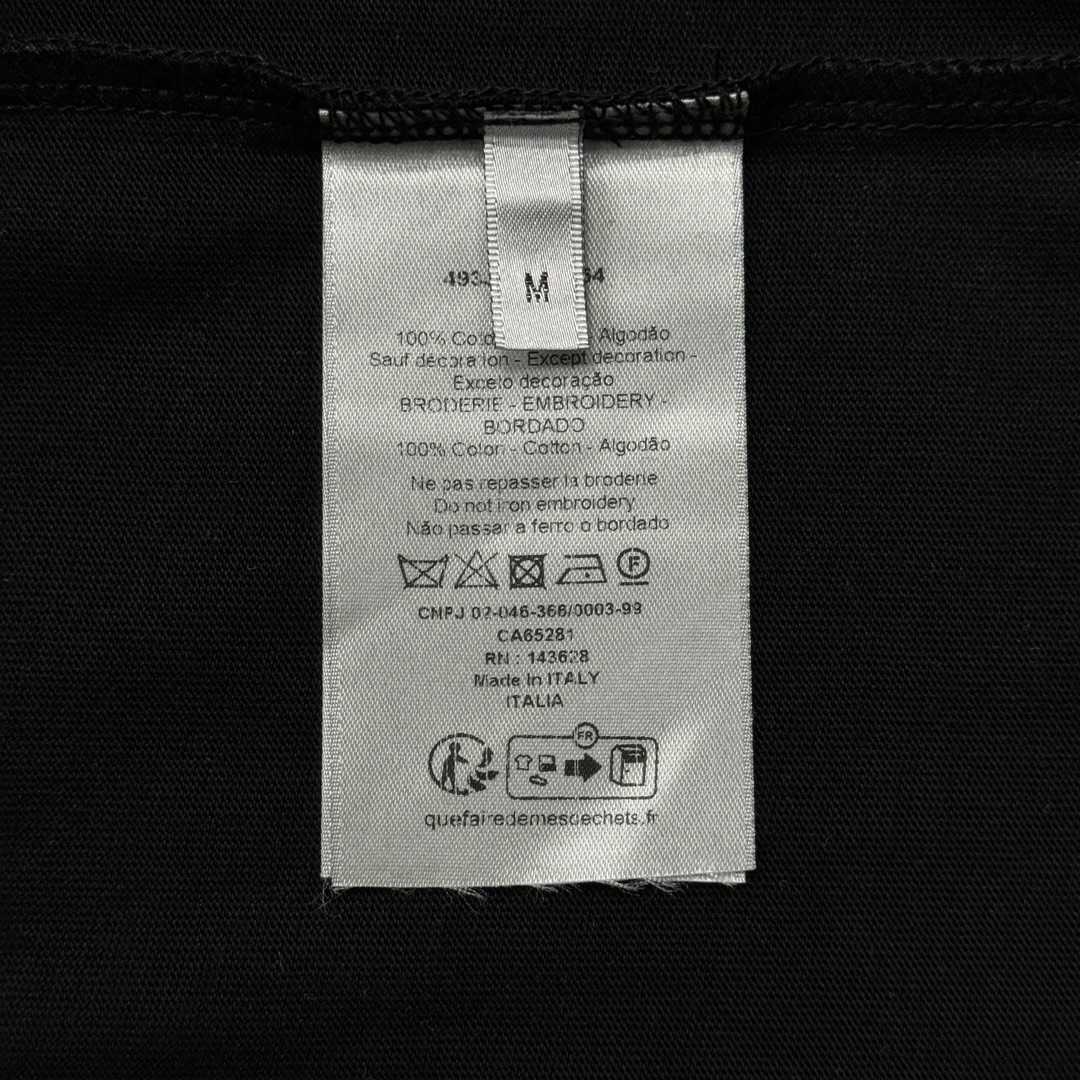 M
100% Algodão
Sauf décoration - Except decoration -
Exceto decoração
BRODERIE - EMBROIDERY -
BORDADO
100% Coton - Cotton - Algodão
Ne pas repasser la broderie
Do not iron embroidery
Não passar a ferro o bordado
F
CNPJ 02-046-366/0003-99
CA65281
RN : 143628
Made in ITALY
ITALIA
FR
quefairedemesdechets.fr